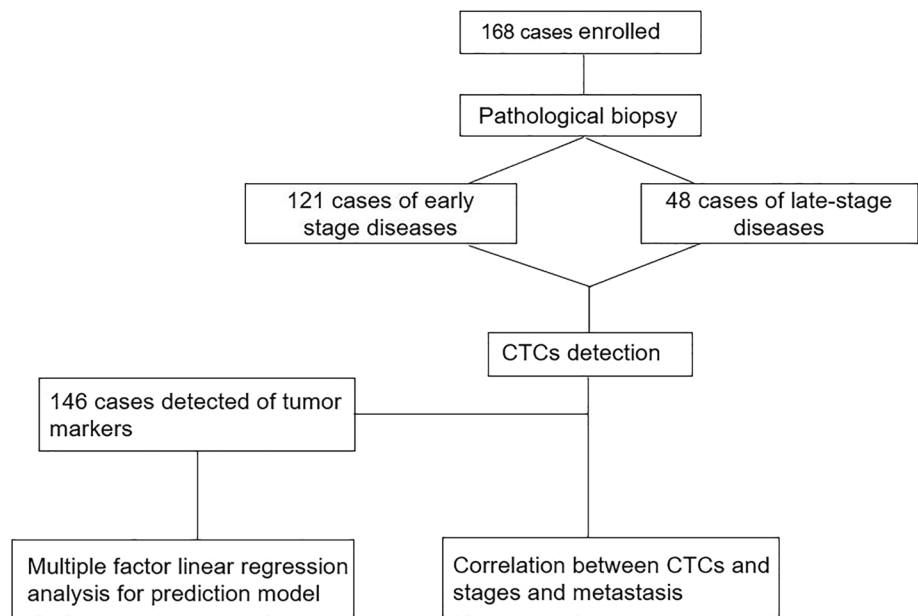 168 cases enrolled
Pathological biopsy
121 cases of early
stage diseases
48 cases of late-stage
diseases
CTCs detection
146 cases detected of tumor
markers
Multiple factor linear regression
analysis for prediction model
Correlation between CTCs and
stages and metastasis